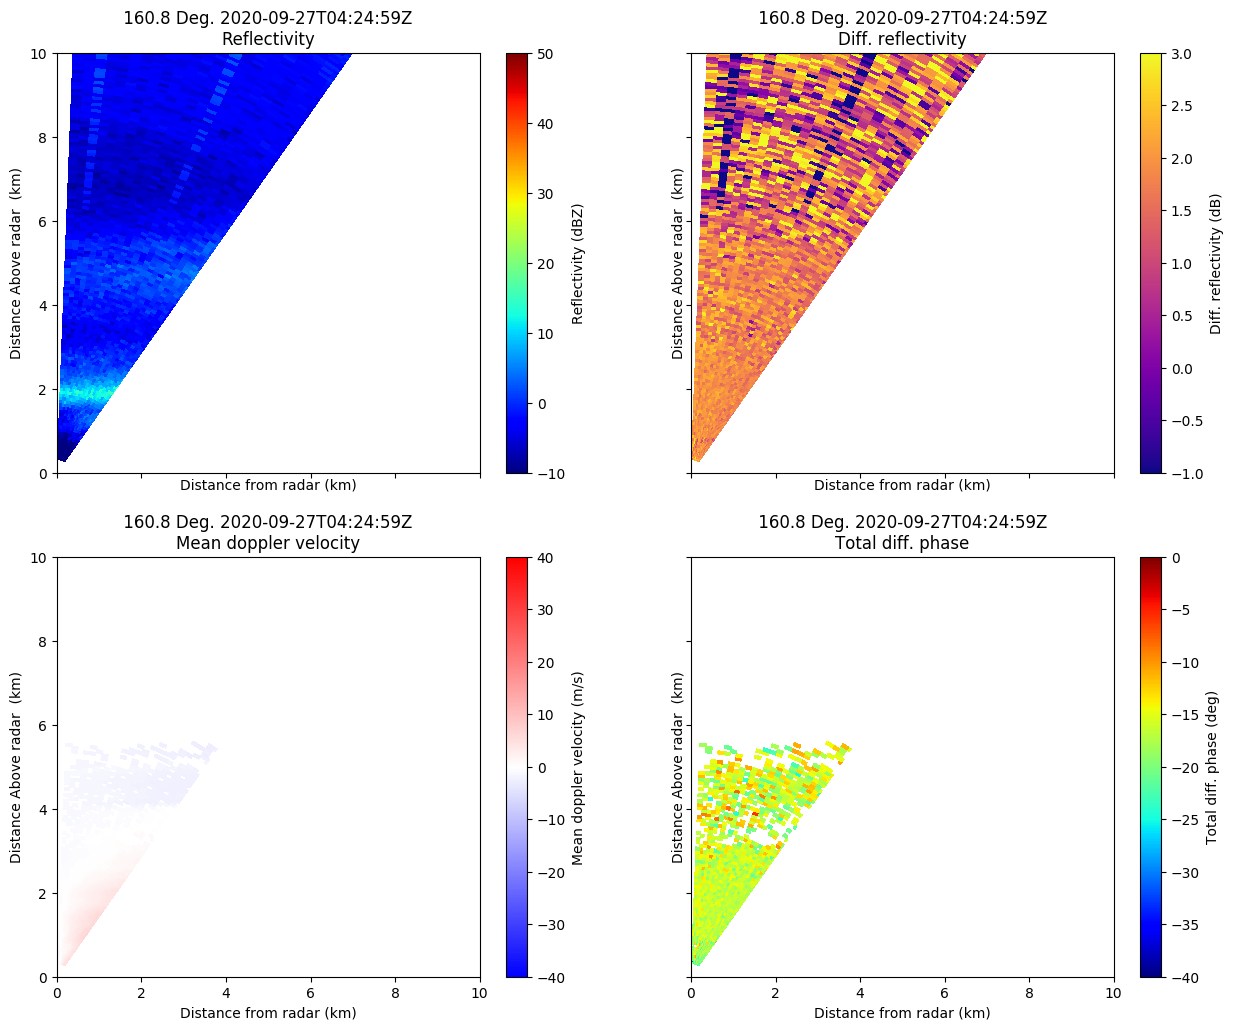 160.8 Deg. 2020-09-27T04:24:59Z
Reflectivity
10
8
6
4
2
0
Distance Above radar  (km)
Distance from radar (km)
50
40
30
20
10
0
−10
Reflectivity (dBZ)
160.8 Deg. 2020-09-27T04:24:59Z
Diff. reflectivity
Distance Above radar  (km)
Distance from radar (km)
3.0
2.5
2.0
1.5
1.0
0.5
0.0
−0.5
−1.0
Diff. reflectivity (dB)
160.8 Deg. 2020-09-27T04:24:59Z
Mean doppler velocity
10
8
6
4
2
0
Distance Above radar  (km)
0 2 4 6 8 10
Distance from radar (km)
40
30
20
10
0
−10
−20
−30
−40
Mean doppler velocity (m/s)
160.8 Deg. 2020-09-27T04:24:59Z
Total diff. phase
Distance Above radar  (km)
0 2 4 6 8 10
Distance from radar (km)
0
−5
−10
−15
−20
−25
−30
−35
−40
Total diff. phase (deg)